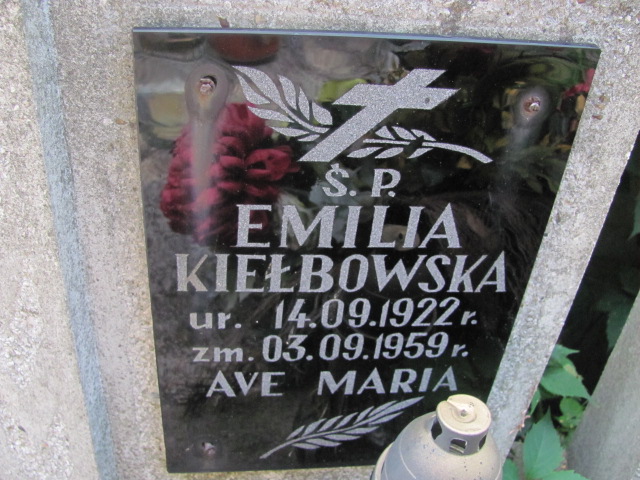 Ś. P.
EMILIA
KIEŁBOWSKA
ur. 14.09.1922 r.
zm. 03.09.1959 r.
AVE MARIA